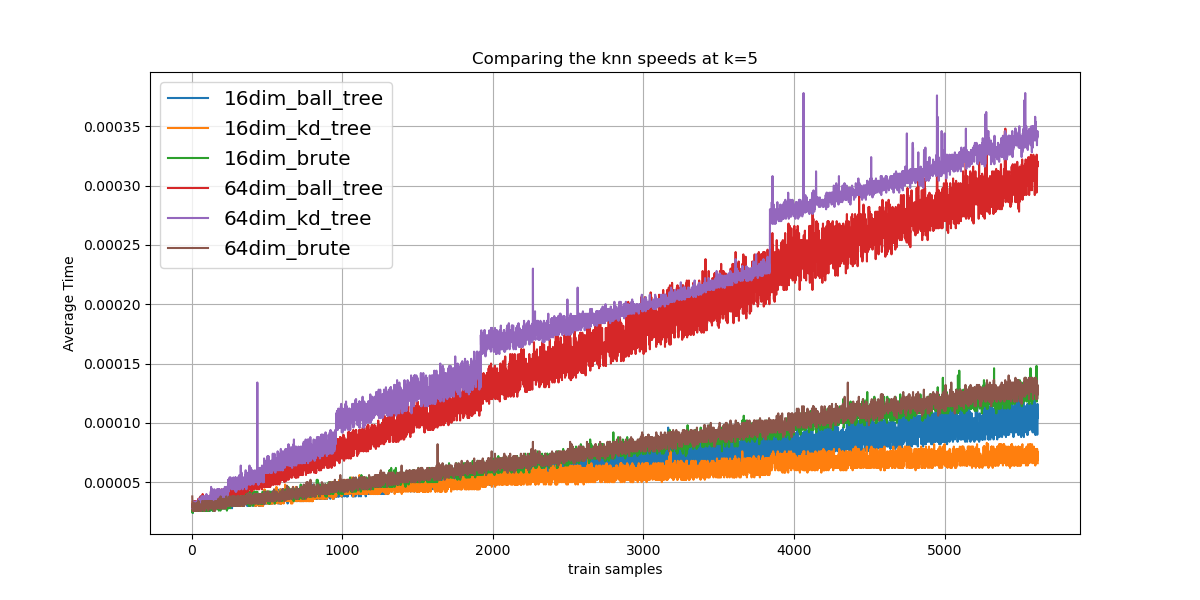 Comparing the knn speeds at k=5
16dim_ball_tree
16dim_kd_tree
16dim_brute
64dim_ball_tree
64dim_kd_tree
64dim_brute
Average Time
0.00035
0.00030
0.00025
0.00020
0.00015
0.00010
0.00005
0 1000 2000 3000 4000 5000
train samples